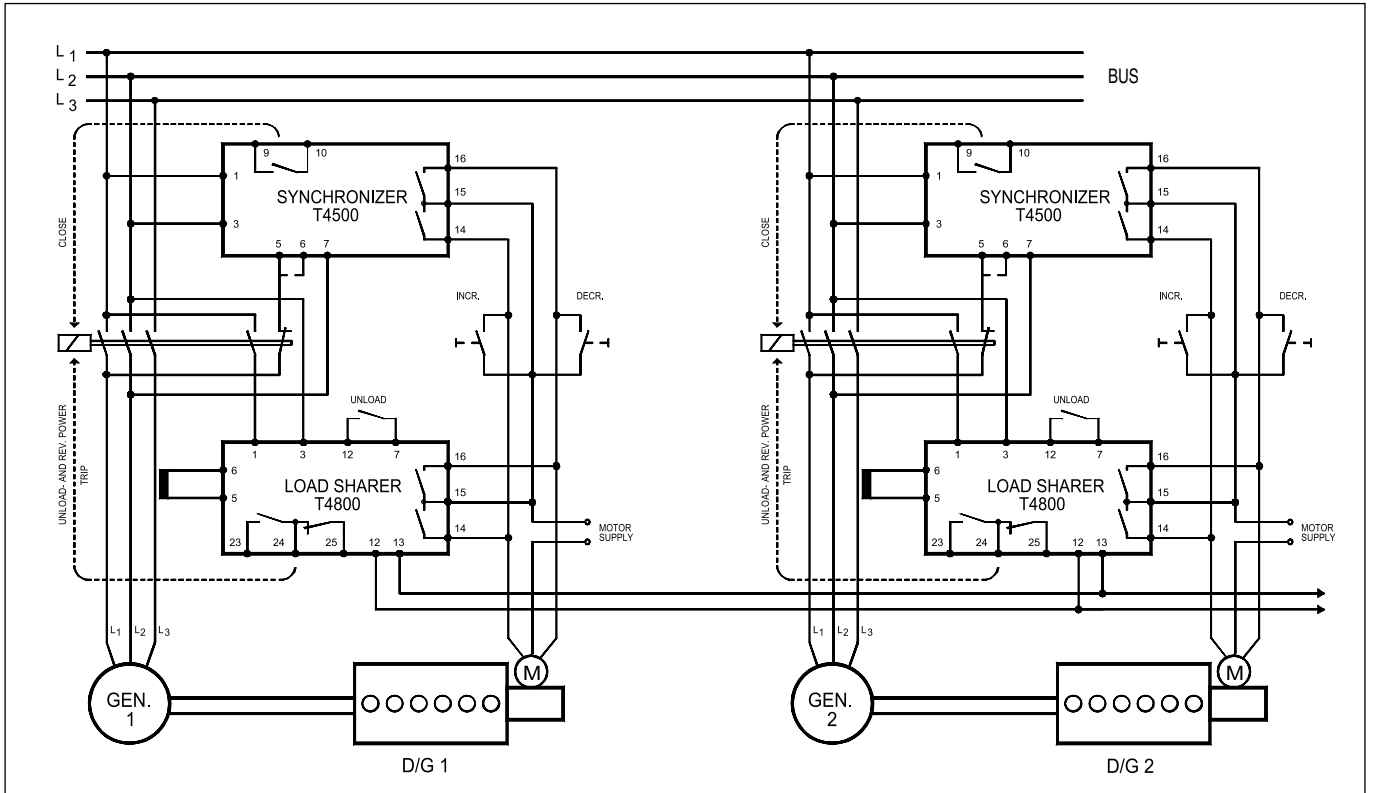 L1
L2
BUS
L3
9 10
16
1
SYNCHRONIZER
T4500
15
3
14
5 6 7
CLOSE
INCR.
DECR.
UNLOAD- AND REV. POWER
TRIP
UNLOAD
1 3 12 7
16
6
LOAD SHARER
T4800
15
5
14
23 24 25 12 13
MOTOR
SUPPLY
L1 L2 L3
M
GEN.
1
D/G 1
9 10
16
1
SYNCHRONIZER
T4500
15
3
14
5 6 7
CLOSE
INCR.
DECR.
UNLOAD- AND REV. POWER
TRIP
UNLOAD
1 3 12 7
16
6
LOAD SHARER
T4800
15
5
14
23 24 25 12 13
MOTOR
SUPPLY
L1 L2 L3
M
GEN.
2
D/G 2